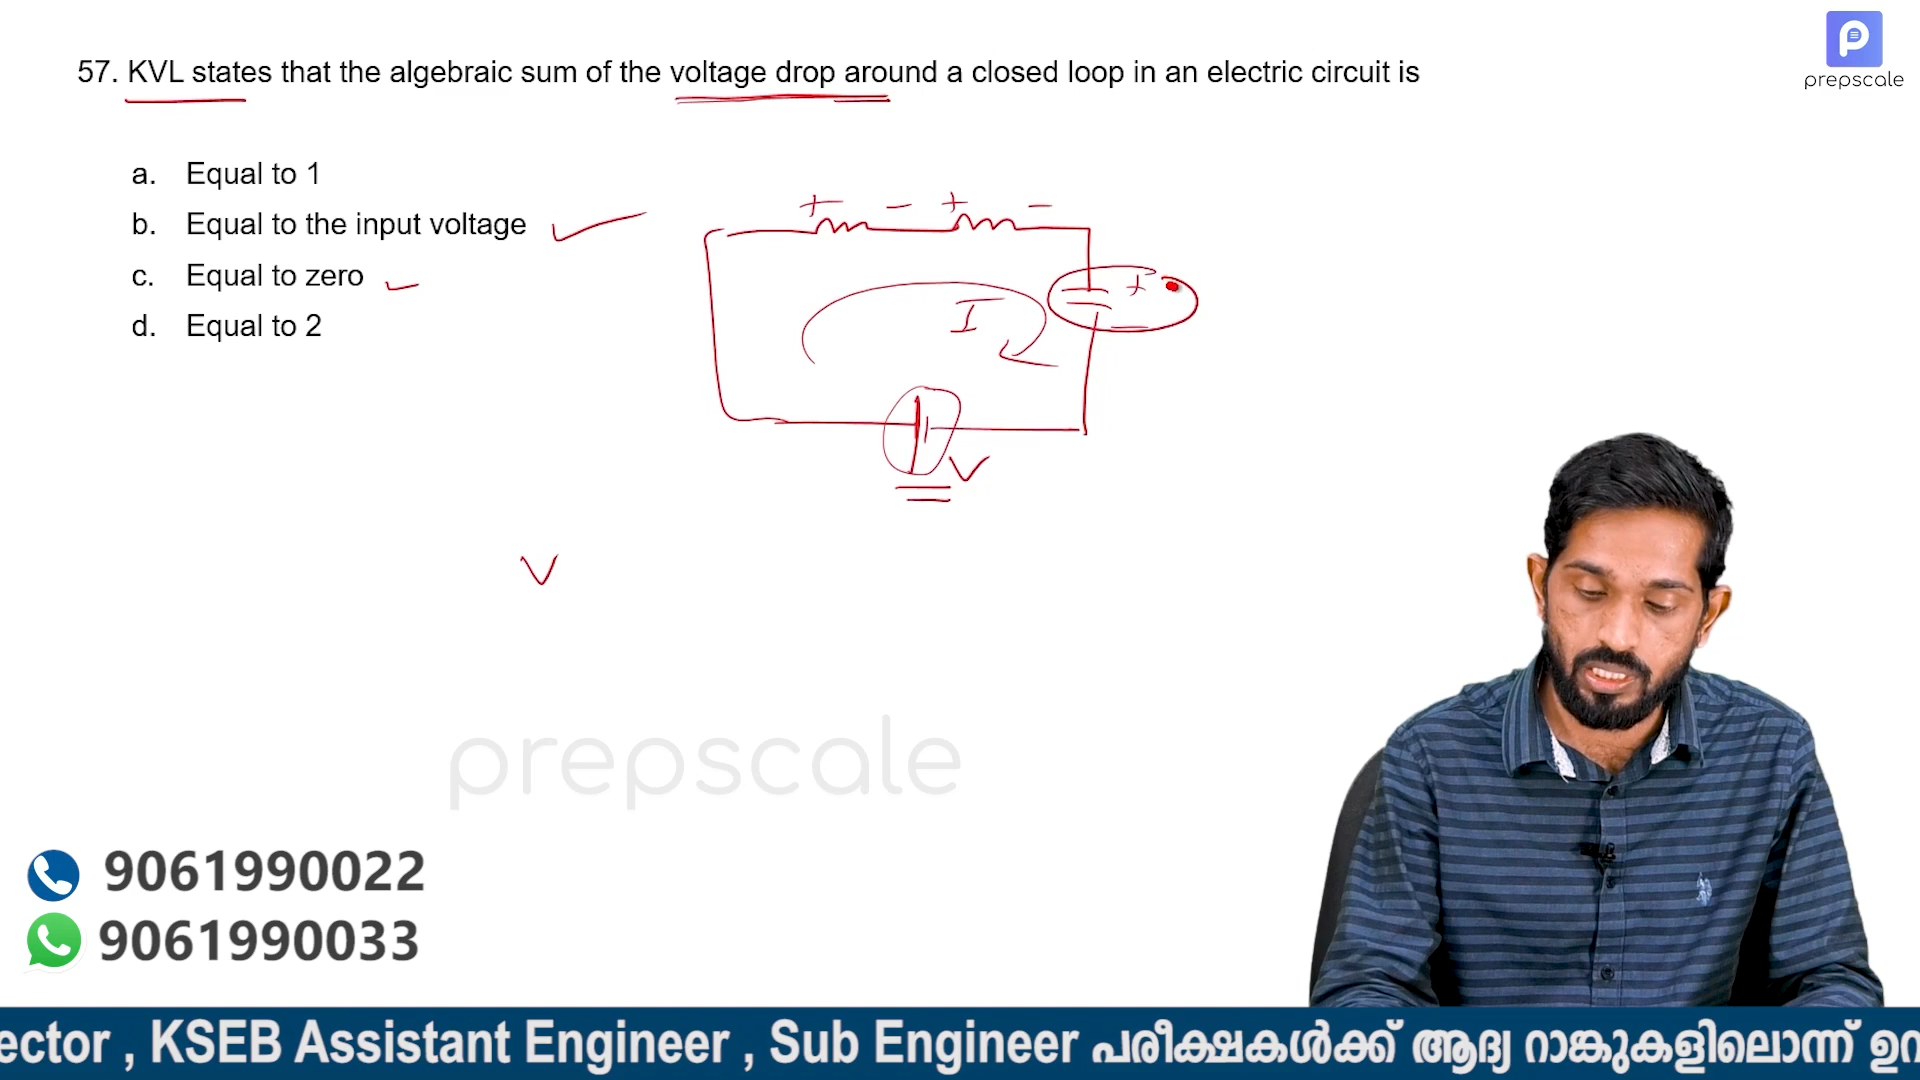 prepscale
57. KVL states that the algebraic sum of the voltage drop around a closed loop in an electric circuit is
a. Equal to 1
b. Equal to the input voltage
c. Equal to zero
d. Equal to 2
+ - + -
+
I
V
V
prepscale
9061990022
9061990033
ector , KSEB Assistant Engineer , Sub Engineer പരീക്ഷകൾക്ക് ആദ്യ റാങ്കുകളിലൊന്ന് ഉറ